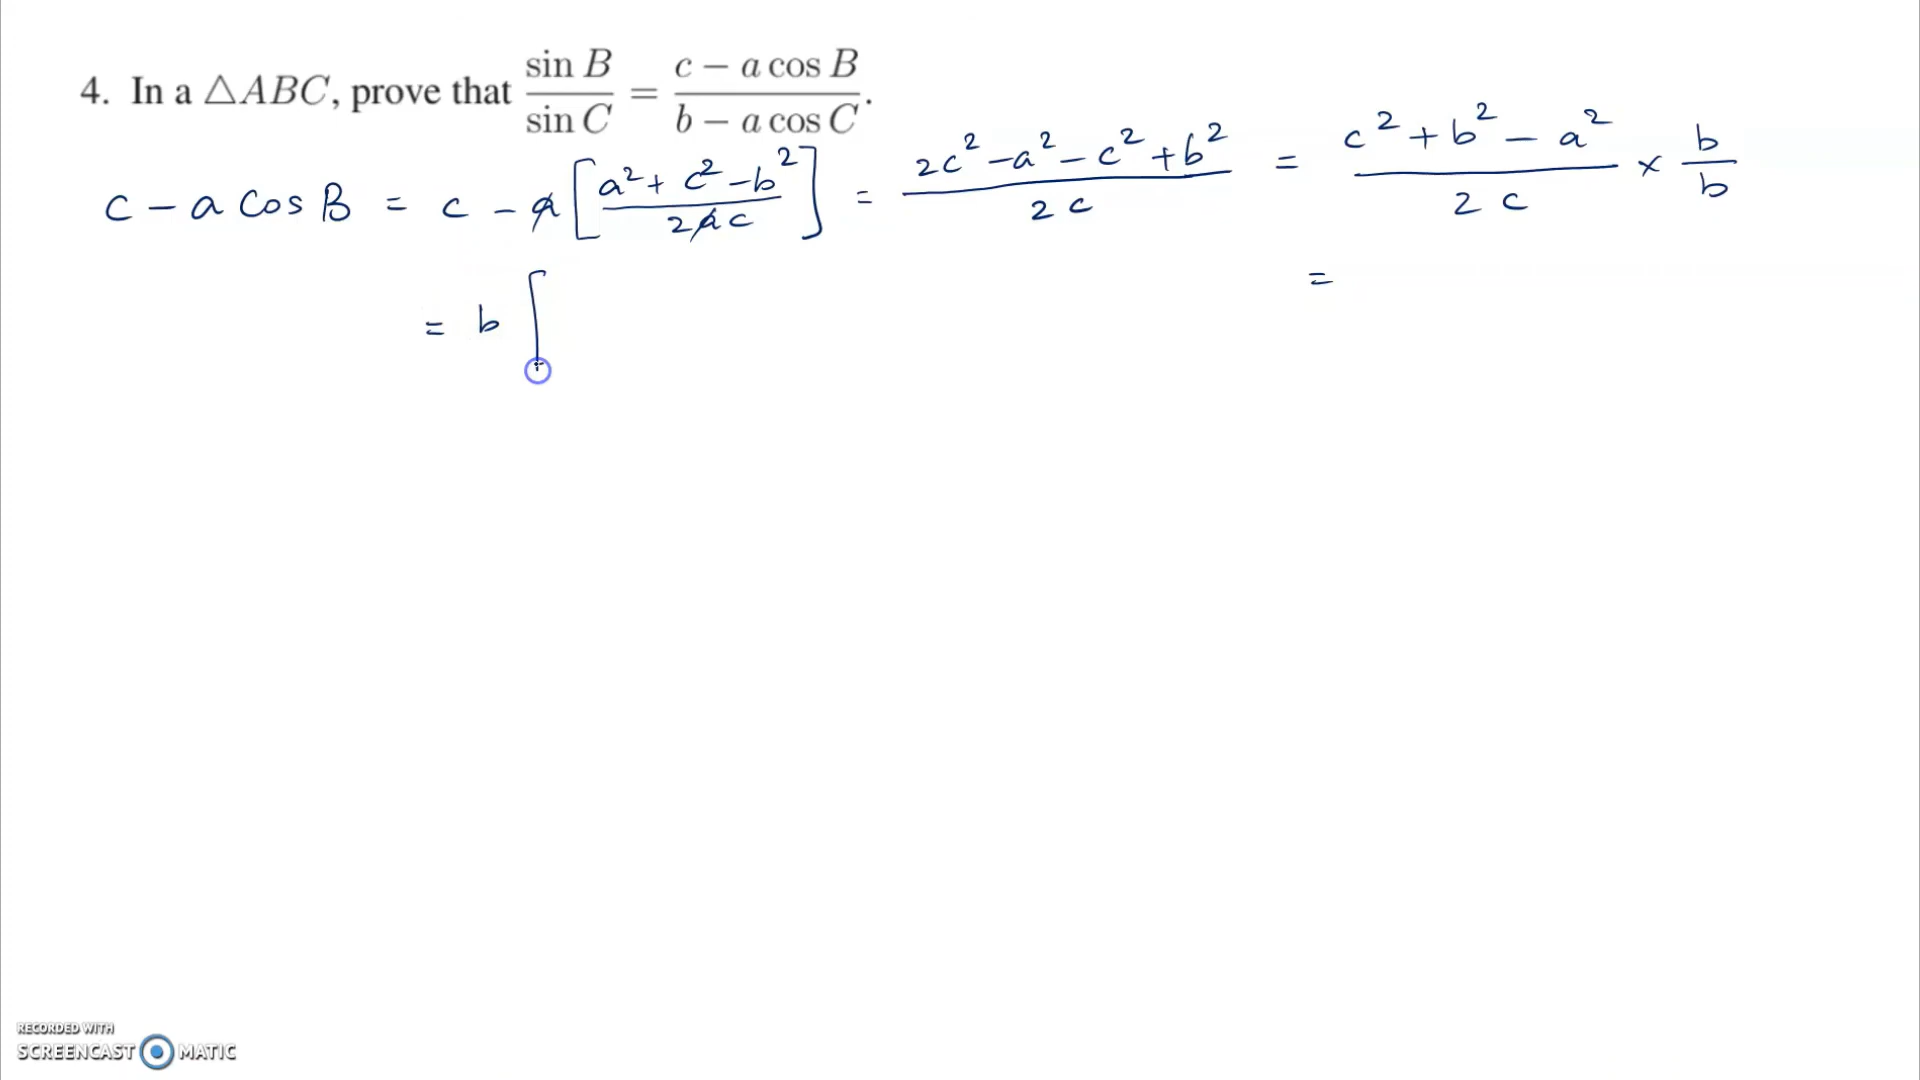 4. In a △ABC, prove that sin B / sin C = c − a cos B / b − a cos C.
c − a cos B = c − a [a² + c² − b² / 2ac] = 2c² − a² − c² + b² / 2c = c² + b² − a² / 2c × b / b
= b [
=
RECORDED WITH
SCREENCAST MATIC